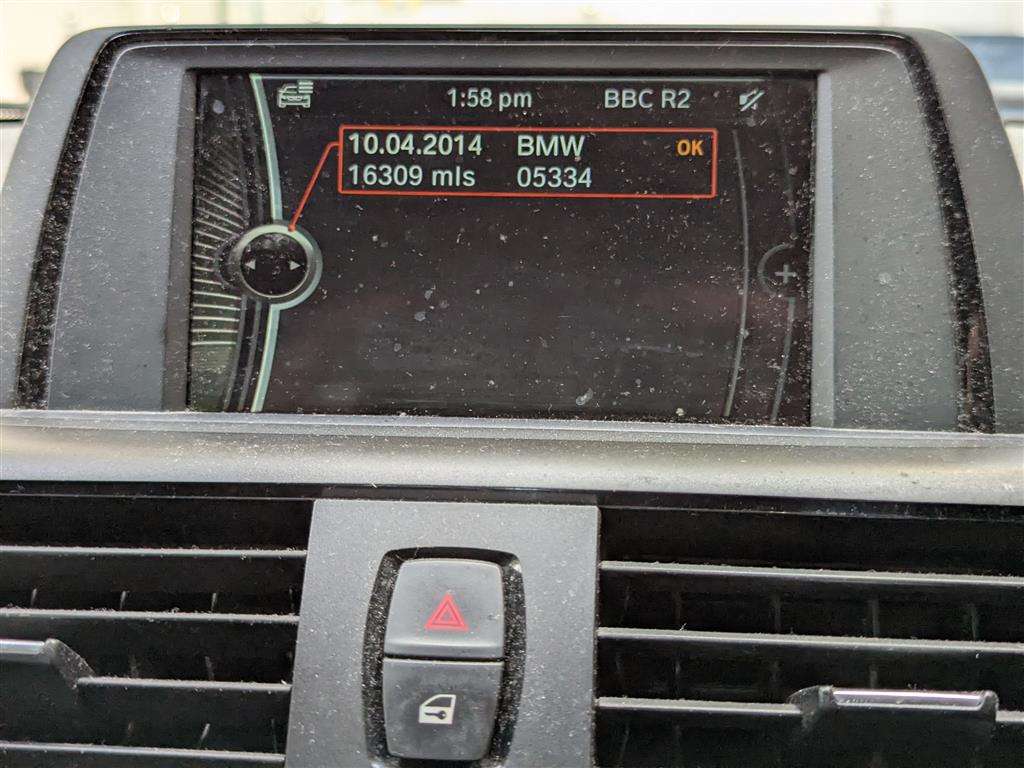 1:58 pm BBC R2
10.04.2014 BMW OK
16309 mls 05334